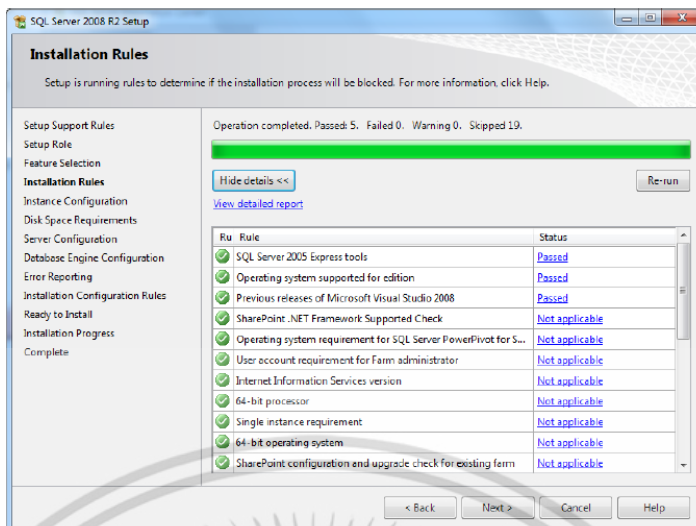 SQL Server 2008 R2 Setup
Installation Rules
Setup is running rules to determine if the installation process will be blocked. For more information, click Help.
Setup Support Rules
Setup Role
Feature Selection
Installation Rules
Instance Configuration
Disk Space Requirements
Server Configuration
Database Engine Configuration
Error Reporting
Installation Configuration Rules
Ready to Install
Installation Progress
Complete
Operation completed. Passed: 5.   Failed 0.   Warning 0.   Skipped 19.
Hide details <<
Re-run
View detailed report
Ru Rule Status
SQL Server 2005 Express tools Passed
Operating system supported for edition Passed
Previous releases of Microsoft Visual Studio 2008 Passed
SharePoint .NET Framework Supported Check Not applicable
Operating system requirement for SQL Server PowerPivot for S... Not applicable
User account requirement for Farm administrator Not applicable
Internet Information Services version Not applicable
64-bit processor Not applicable
Single instance requirement Not applicable
64-bit operating system Not applicable
SharePoint configuration and upgrade check for existing farm Not applicable
< Back Next > Cancel Help